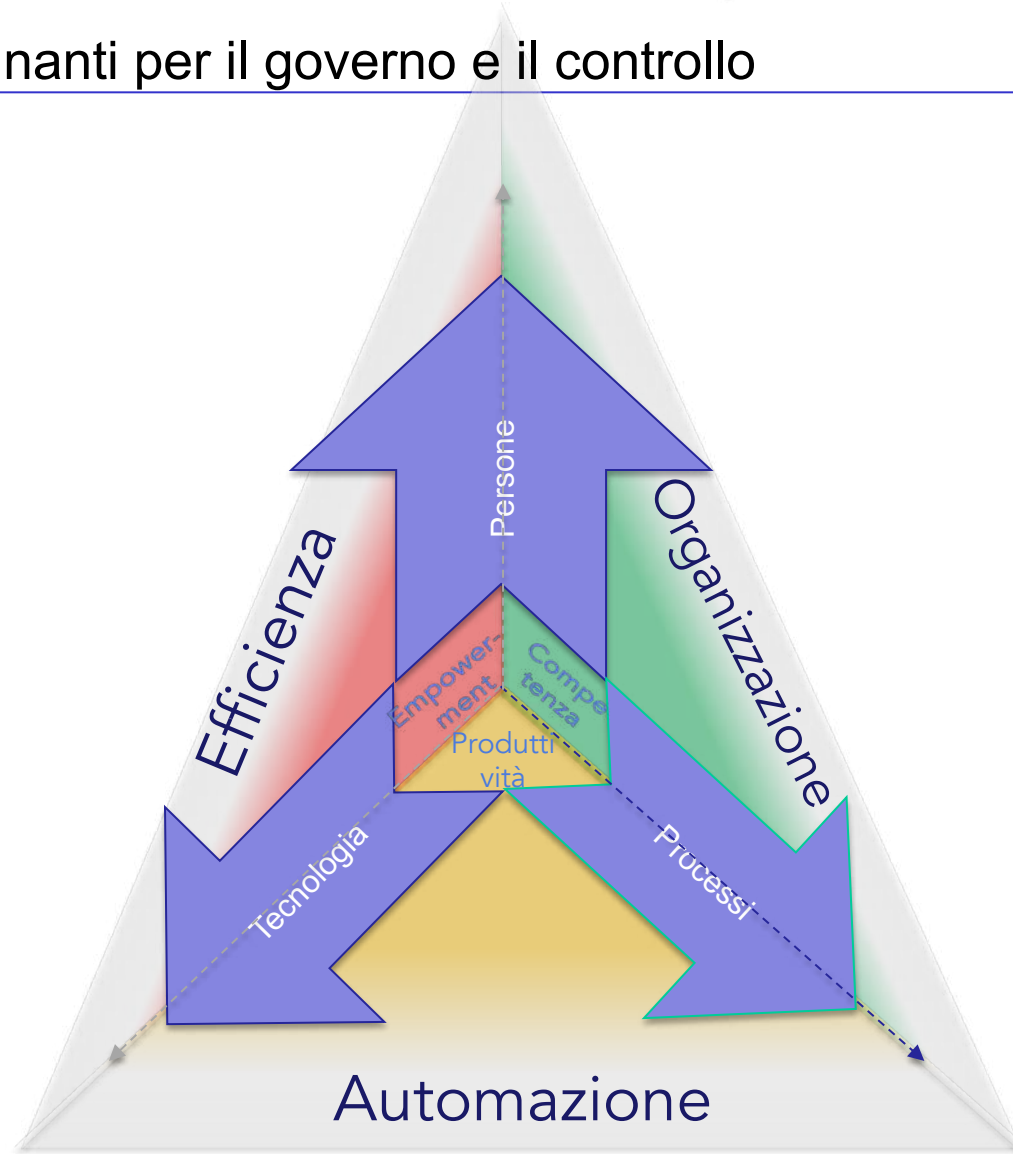 nanti per il governo e il controllo
Persone
Efficienza
Organizzazione
Empower-
ment
Compe
tenza
Produtti
vità
Tecnologia
Processi
Automazione